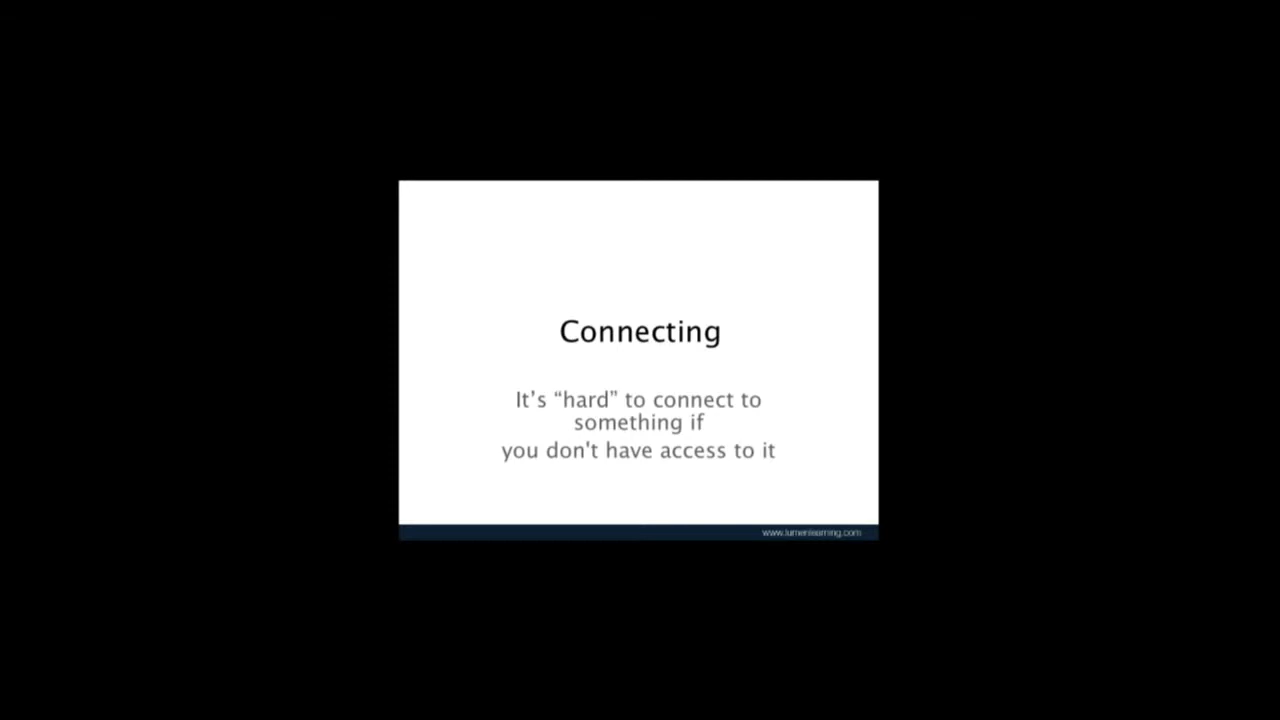 Connecting
It’s “hard” to connect to
something if
you don't have access to it
www.lumenlearning.com